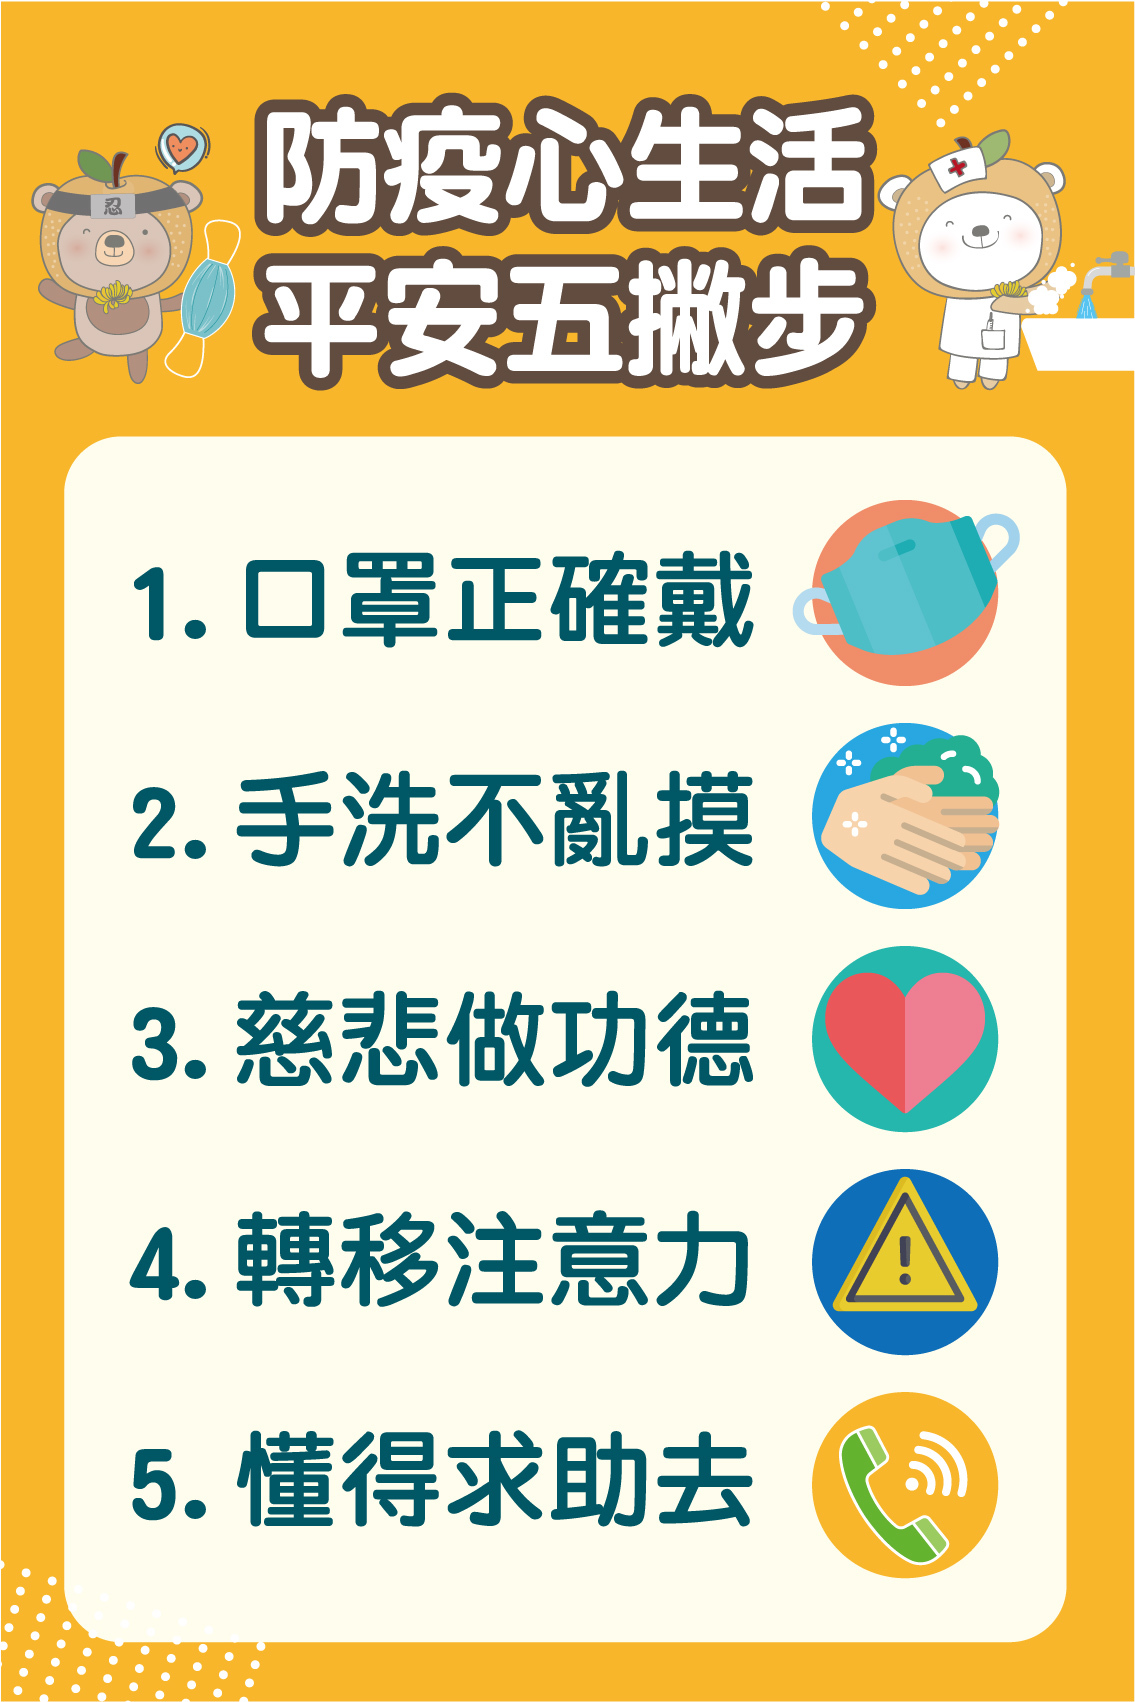 防疫心生活
平安五撇步
忍
1. 口罩正確戴
2. 手洗不亂摸
3. 慈悲做功德
4. 轉移注意力
5. 懂得求助去